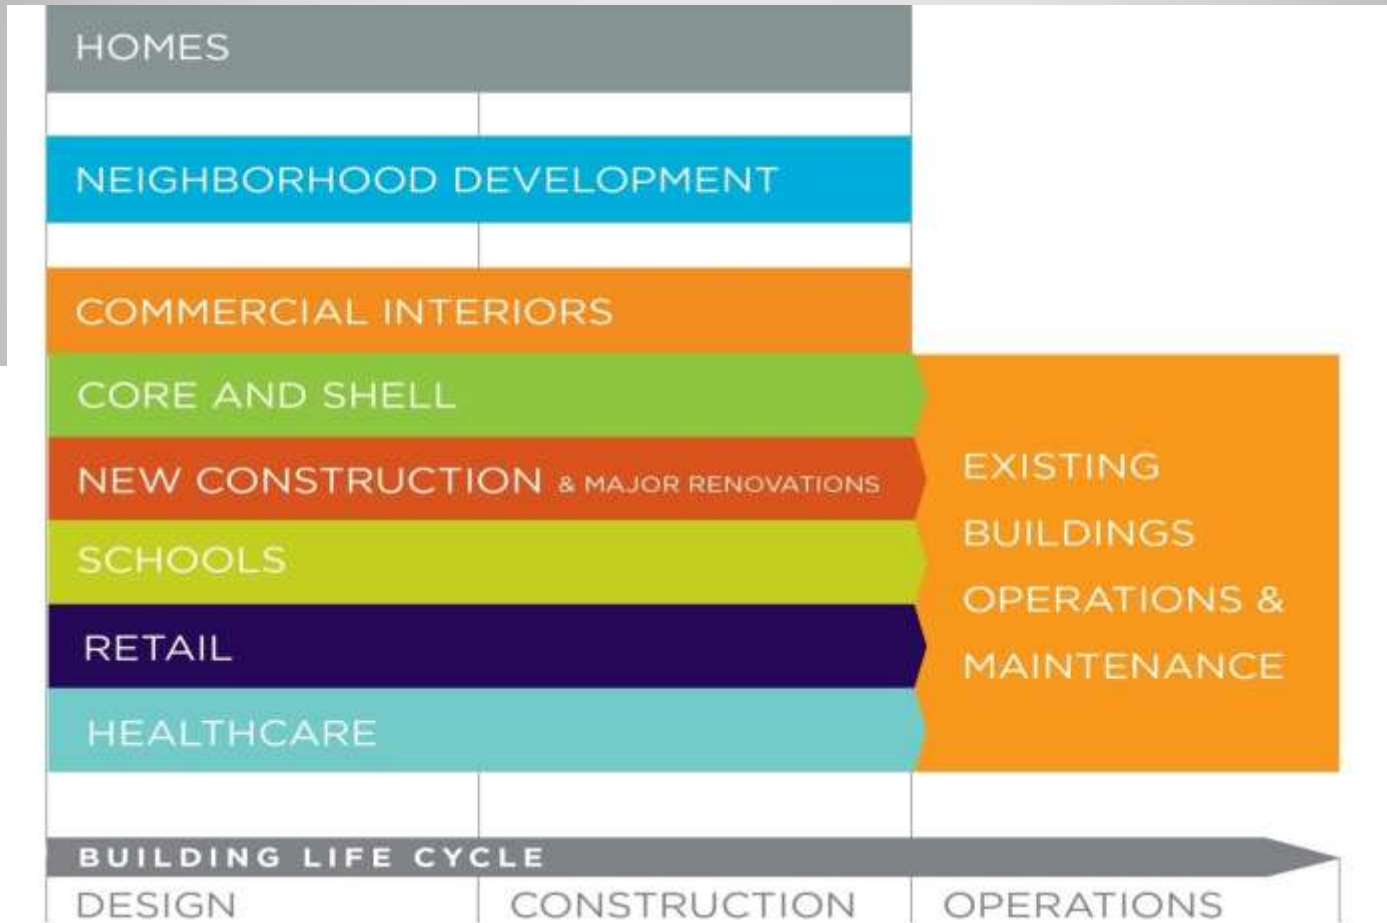 HOMES
NEIGHBORHOOD DEVELOPMENT
COMMERCIAL INTERIORS
CORE AND SHELL
NEW CONSTRUCTION & MAJOR RENOVATIONS
SCHOOLS
RETAIL
HEALTHCARE
EXISTING
BUILDINGS
OPERATIONS &
MAINTENANCE
BUILDING LIFE CYCLE
DESIGN CONSTRUCTION OPERATIONS